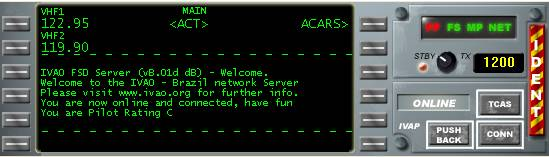 VHF1 MAIN
122.95 <ACT> ACARS>
VHF2
119.90
IVAO FSD Server (vB.01d dB) - Welcome.
Welcome to the IVAO - Brazil network Server
Please visit www.ivao.org for further info.
You are now online and connected, have fun
You are Pilot Rating C
FS MP NET
STBY TX
1200
IDENT
ONLINE
TCAS
IVAP
PUSH BACK
CONN